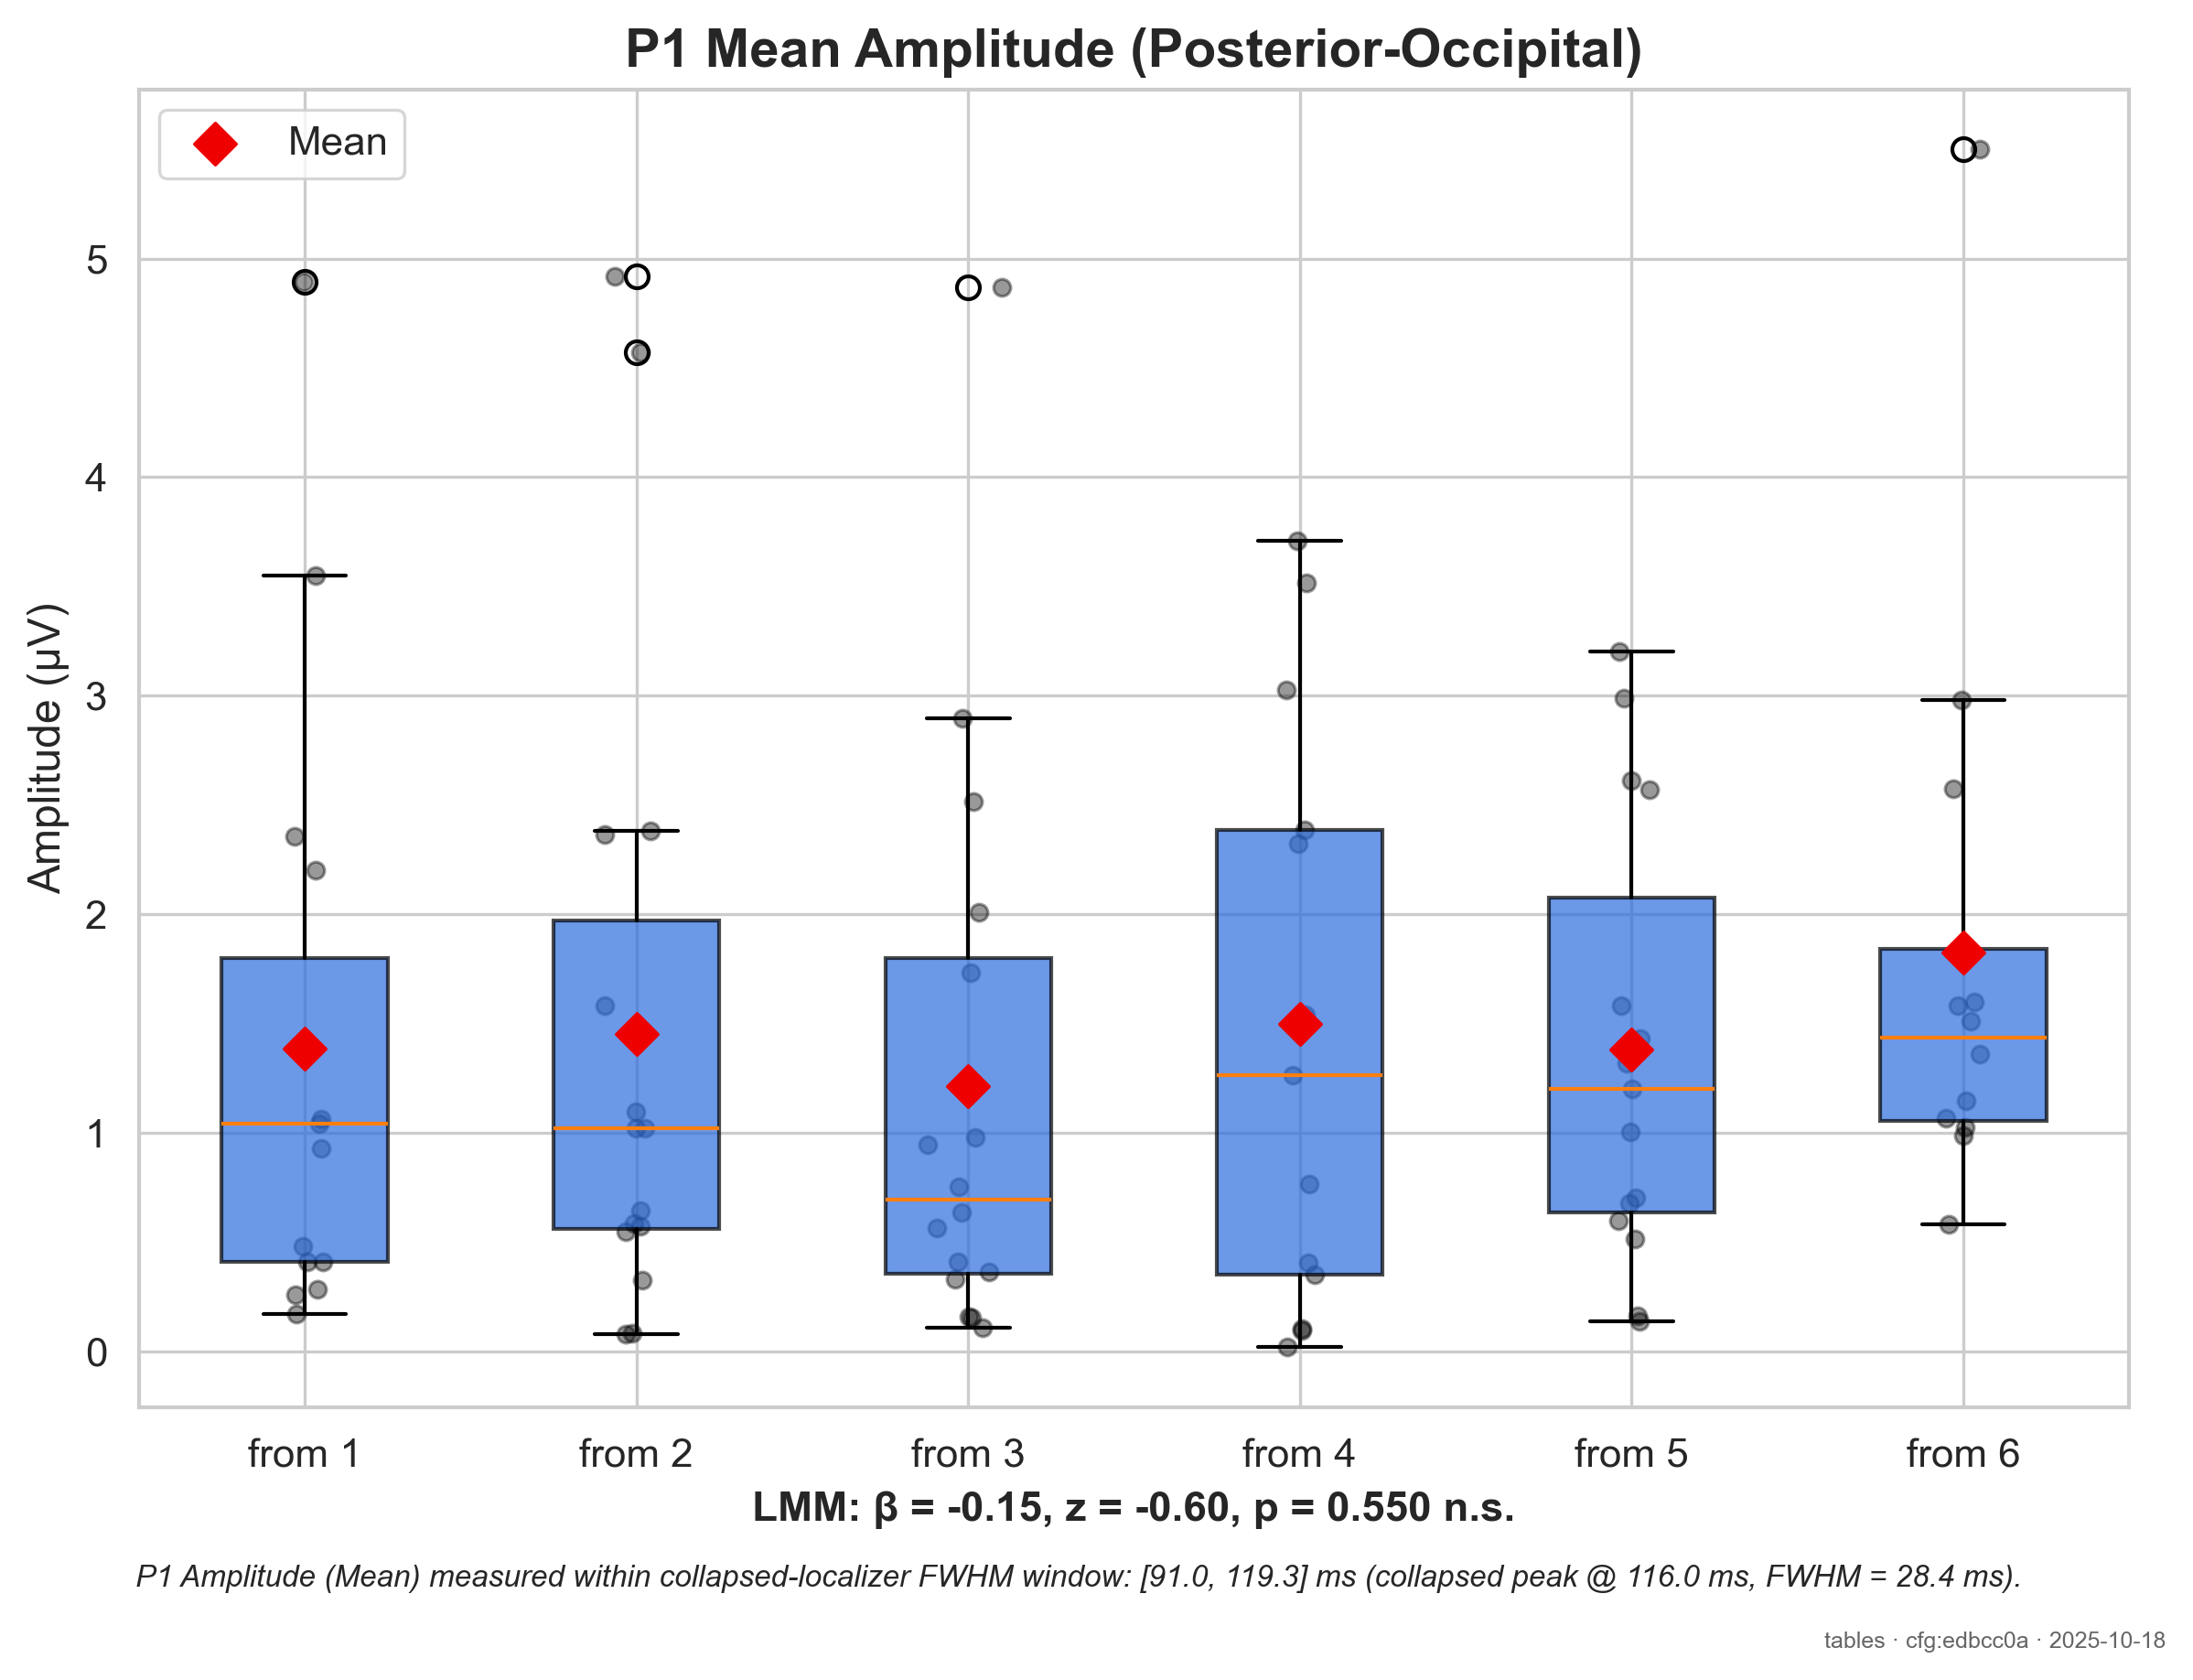 P1 Mean Amplitude (Posterior-Occipital)
Mean
Amplitude (µV)
5
4
3
2
1
0
from 1 from 2 from 3 from 4 from 5 from 6
LMM: β = -0.15, z = -0.60, p = 0.550 n.s.
P1 Amplitude (Mean) measured within collapsed-localizer FWHM window: [91.0, 119.3] ms (collapsed peak @ 116.0 ms, FWHM = 28.4 ms).
tables · cfg:edbcc0a · 2025-10-18